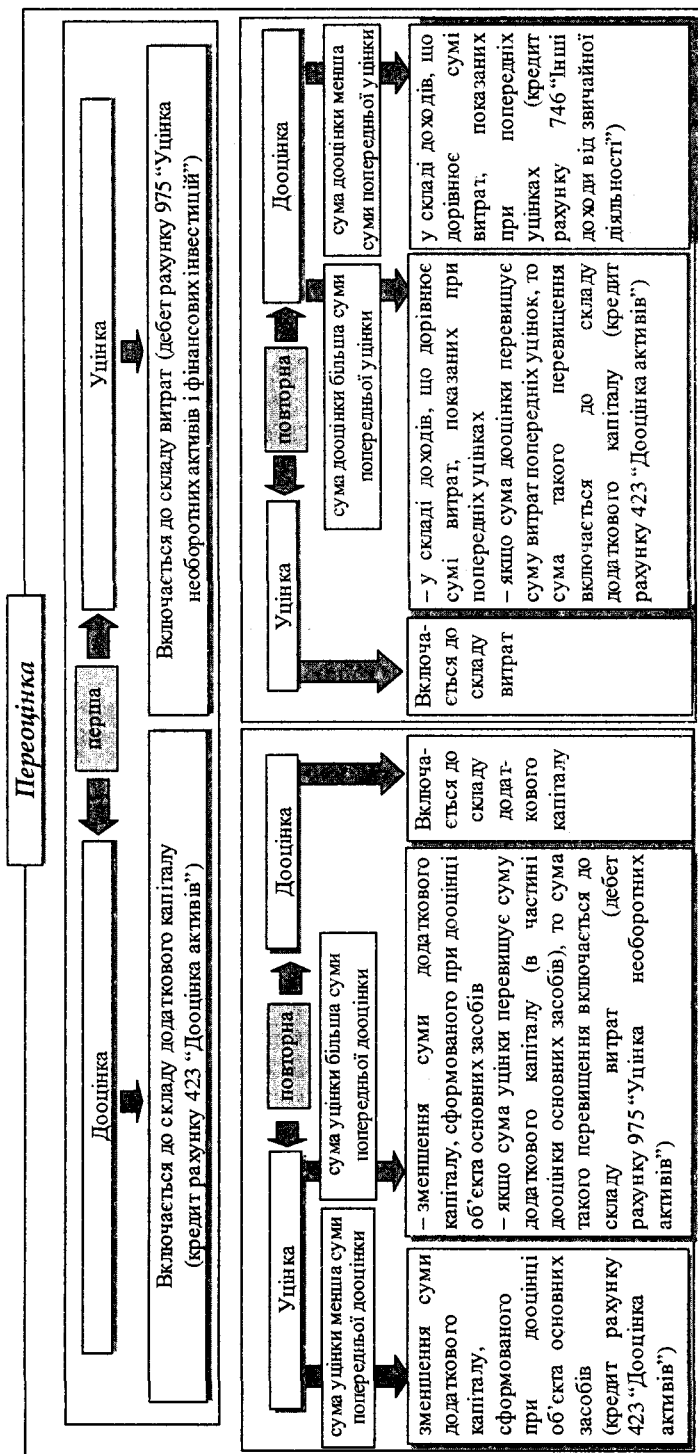 Переоцінка
перша
Дооцінка
Уцінка
Включається до складу додаткового капіталу
(кредит рахунку 423 “Дооцінка активів”)
Включається до складу витрат (дебет рахунку 975 “Уцінка
необоротних активів і фінансових інвестицій”)
Уцінка
повторна
Дооцінка
сума уцінки менша суми
попередньої дооцінки
сума уцінки більша суми
попередньої дооцінки
зменшення суми
додаткового
капіталу,
сформованого
при дооцінці
об’єкта основних
засобів
(кредит рахунку
423 “Дооцінка
активів”)
– зменшення суми додаткового
капіталу, сформованого при дооцінці
об’єкта основних засобів
– якщо сума уцінки перевищує суму
додаткового капіталу (в частині
дооцінки основних засобів), то сума
такого перевищення включається до
складу витрат (дебет
рахунку 975 “Уцінка необоротних
активів”)
Включа-
ється до
складу
додат-
кового
капіталу
Уцінка
повторна
Дооцінка
сума дооцінки більша суми
попередньої уцінки
сума дооцінки менша
суми попередньої уцінки
Включа-
ється до
складу
витрат
– у складі доходів, що дорівнює
сумі витрат, показаних при
попередніх уцінках
– якщо сума дооцінки перевищує
суму витрат попередніх уцінок, то
сума такого перевищення
включається до складу
додаткового капіталу (кредит
рахунку 423 “Дооцінка активів”)
у складі доходів, що
дорівнює сумі
витрат, показаних
при попередніх
уцінках (кредит
рахунку 746 “Інші
доходи від звичайної
діяльності”)